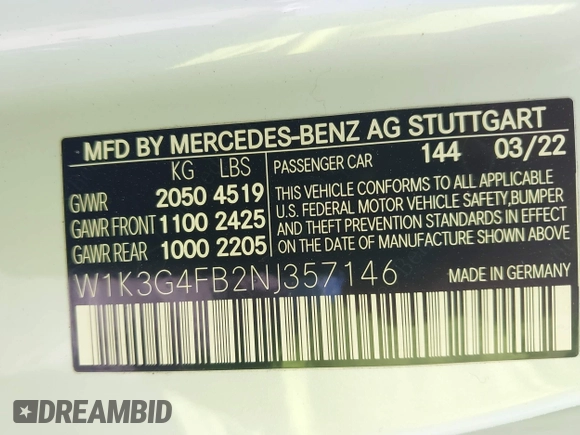 MFD BY MERCEDES-BENZ AG STUTTGART
KG LBS
PASSENGER CAR 144 03/22
GVWR 2050 4519
GAWR FRONT 1100 2425
GAWR REAR 1000 2205
THIS VEHICLE CONFORMS TO ALL APPLICABLE
U.S. FEDERAL MOTOR VEHICLE SAFETY,BUMPER
AND THEFT PREVENTION STANDARDS IN EFFECT
ON THE DATE OF MANUFACTURE SHOWN ABOVE.
W1K3G4FB2NJ357146
MADE IN GERMANY
DREAMBID